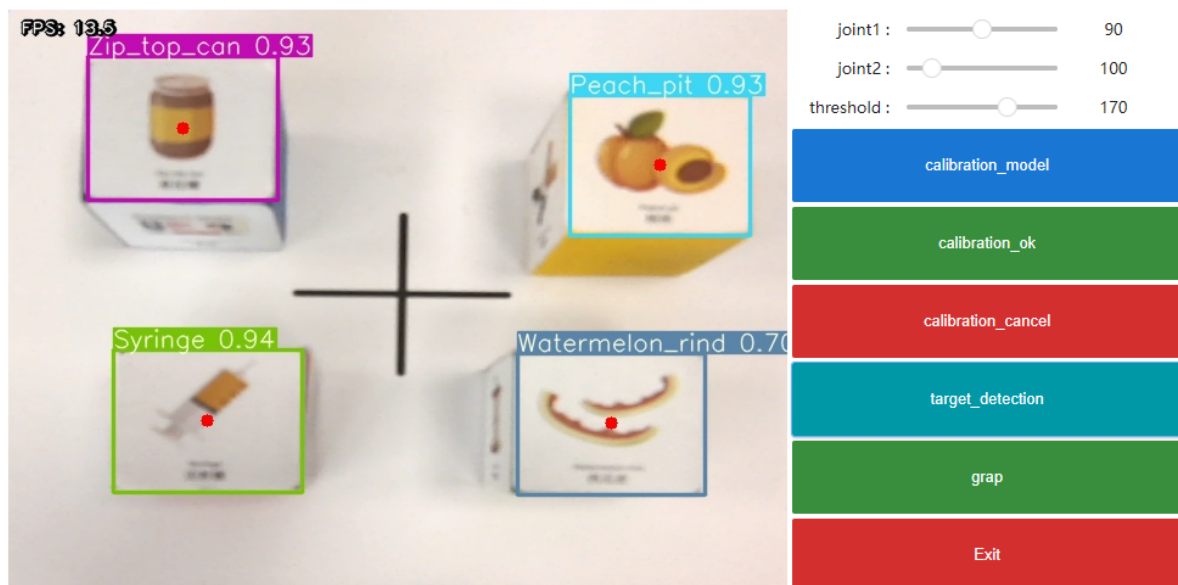 FPS: 13.5
Zip_top_can 0.93
Peach_pit 0.93
Syringe 0.94
Watermelon_rind 0.70
joint1 : 90
joint2 : 100
threshold : 170
calibration_model
calibration_ok
calibration_cancel
target_detection
grap
Exit